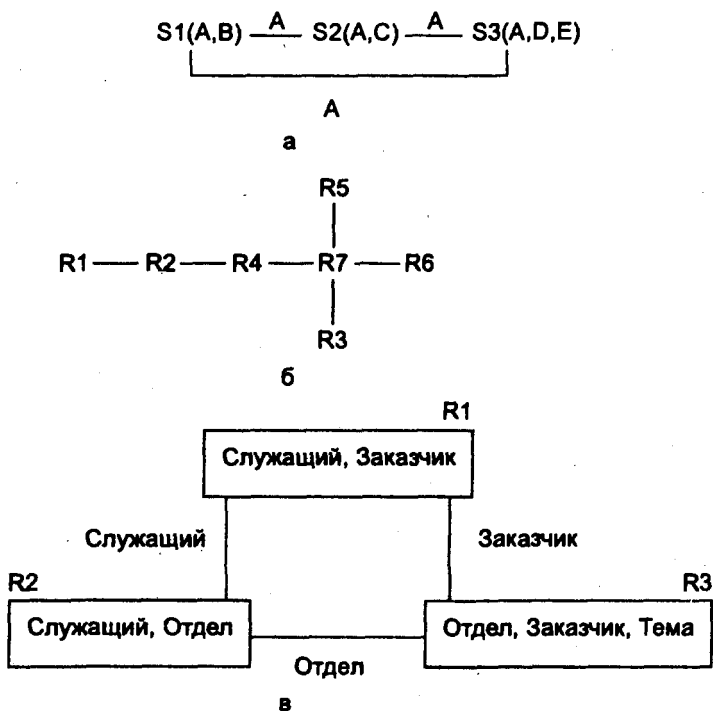 S1(A,B) A S2(A,C) A S3(A,D,E)
A
а
R5
R1 R2 R4 R7 R6
R3
б
R1
Служащий, Заказчик
Служащий Заказчик
R2 R3
Служащий, Отдел Отдел, Заказчик, Тема
Отдел
в